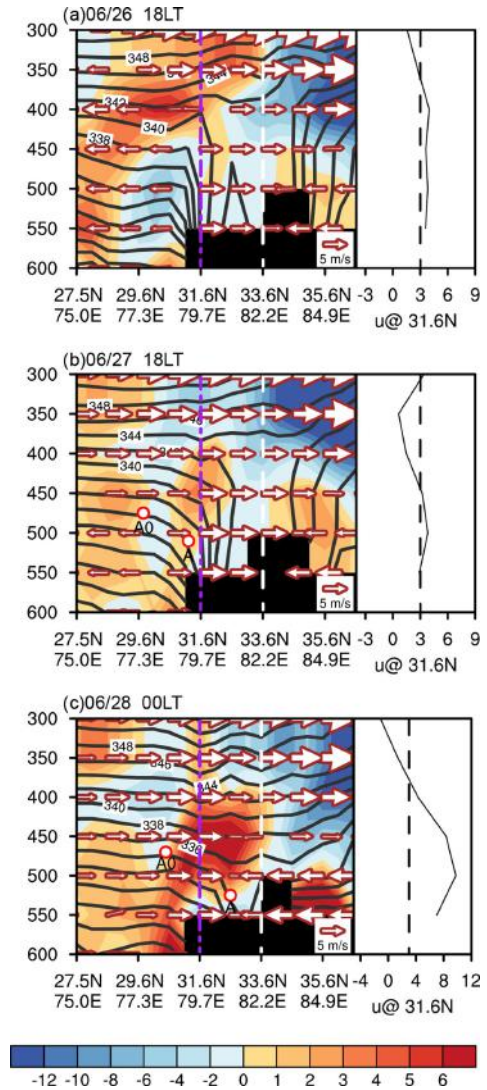 (a)06/26 18LT
300
350
400
450
500
550
600
348
344
342
340
338
5 m/s
27.5N 29.6N 31.6N 33.6N 35.6N
75.0E 77.3E 79.7E 82.2E 84.9E
-3 0 3 6 9
u@ 31.6N
(b)06/27 18LT
300
350
400
450
500
550
600
348
344
340
A0
A
5 m/s
27.5N 29.6N 31.6N 33.6N 35.6N
75.0E 77.3E 79.7E 82.2E 84.9E
-3 0 3 6 9
u@ 31.6N
(c)06/28 00LT
300
350
400
450
500
550
600
348
346
344
340
338
336
A0
A
5 m/s
27.5N 29.6N 31.6N 33.6N 35.6N
75.0E 77.3E 79.7E 82.2E 84.9E
-4 0 4 8 12
u@ 31.6N
-12 -10 -8 -6 -4 -2 0 1 2 3 4 5 6